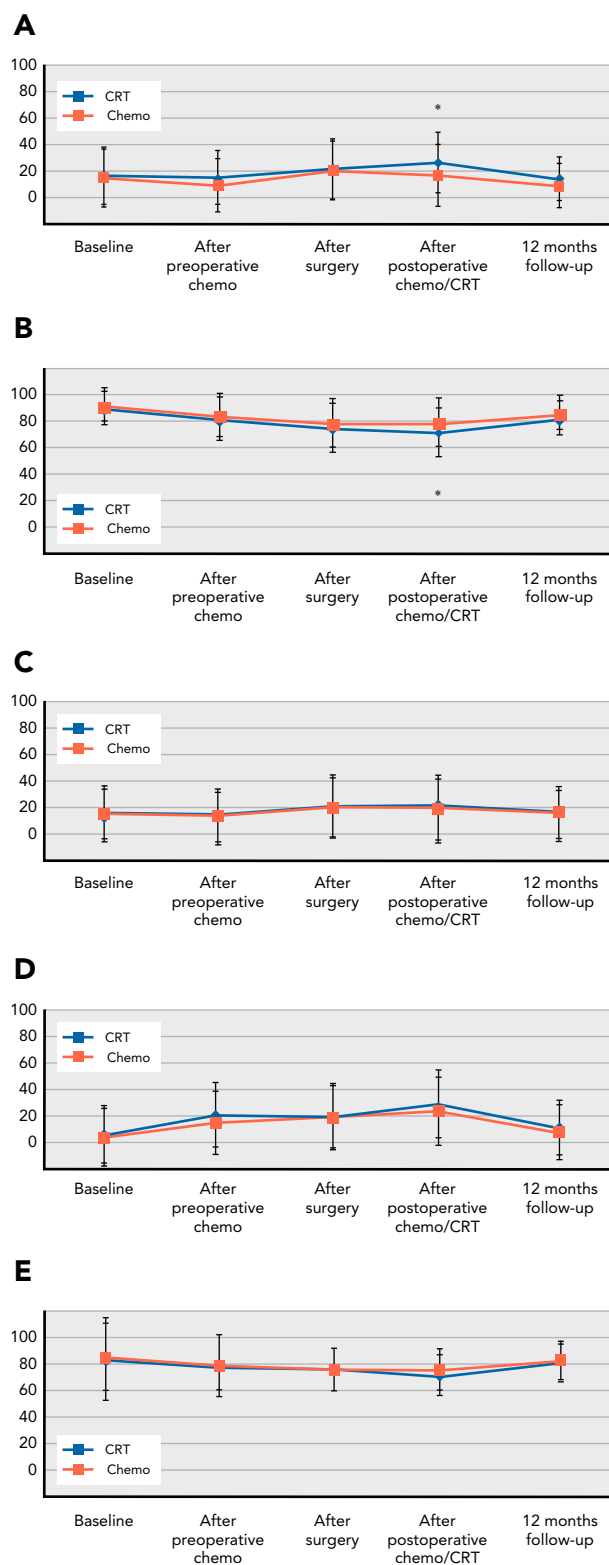 A
100
80
60
40
20
0
CRT
Chemo
*
Baseline
After
preoperative
chemo
After
surgery
After
postoperative
chemo/CRT
12 months
follow-up
B
100
80
60
40
20
0
CRT
Chemo
*
Baseline
After
preoperative
chemo
After
surgery
After
postoperative
chemo/CRT
12 months
follow-up
C
100
80
60
40
20
0
CRT
Chemo
Baseline
After
preoperative
chemo
After
surgery
After
postoperative
chemo/CRT
12 months
follow-up
D
100
80
60
40
20
0
CRT
Chemo
Baseline
After
preoperative
chemo
After
surgery
After
postoperative
chemo/CRT
12 months
follow-up
E
100
80
60
40
20
0
CRT
Chemo
Baseline
After
preoperative
chemo
After
surgery
After
postoperative
chemo/CRT
12 months
follow-up